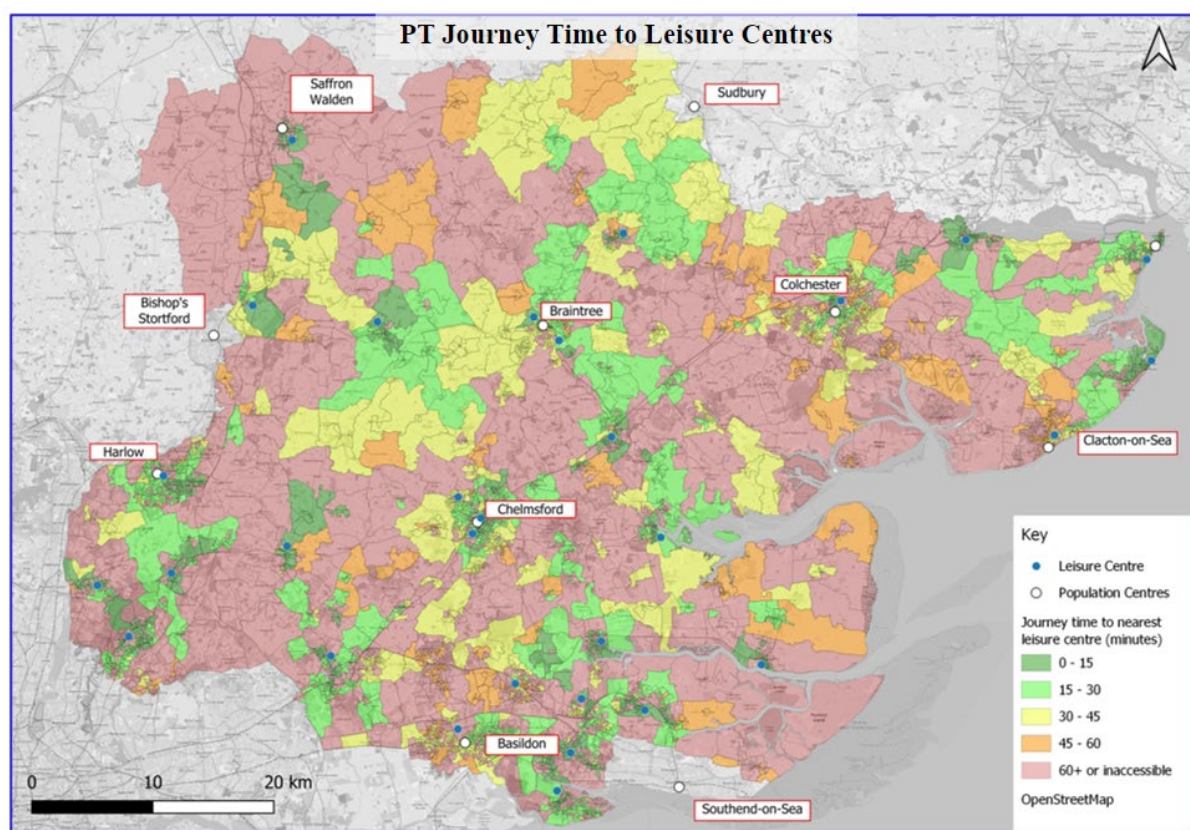 PT Journey Time to Leisure Centres
Saffron
Walden
Sudbury
Bishop's
Stortford
Braintree
Colchester
Harlow
Clacton-on-Sea
Chelmsford
Basildon
Southend-on-Sea
0
10
20 km
Key
Leisure Centre
Population Centres
Journey time to nearest
leisure centre (minutes)
0 - 15
15 - 30
30 - 45
45 - 60
60+ or inaccessible
OpenStreetMap